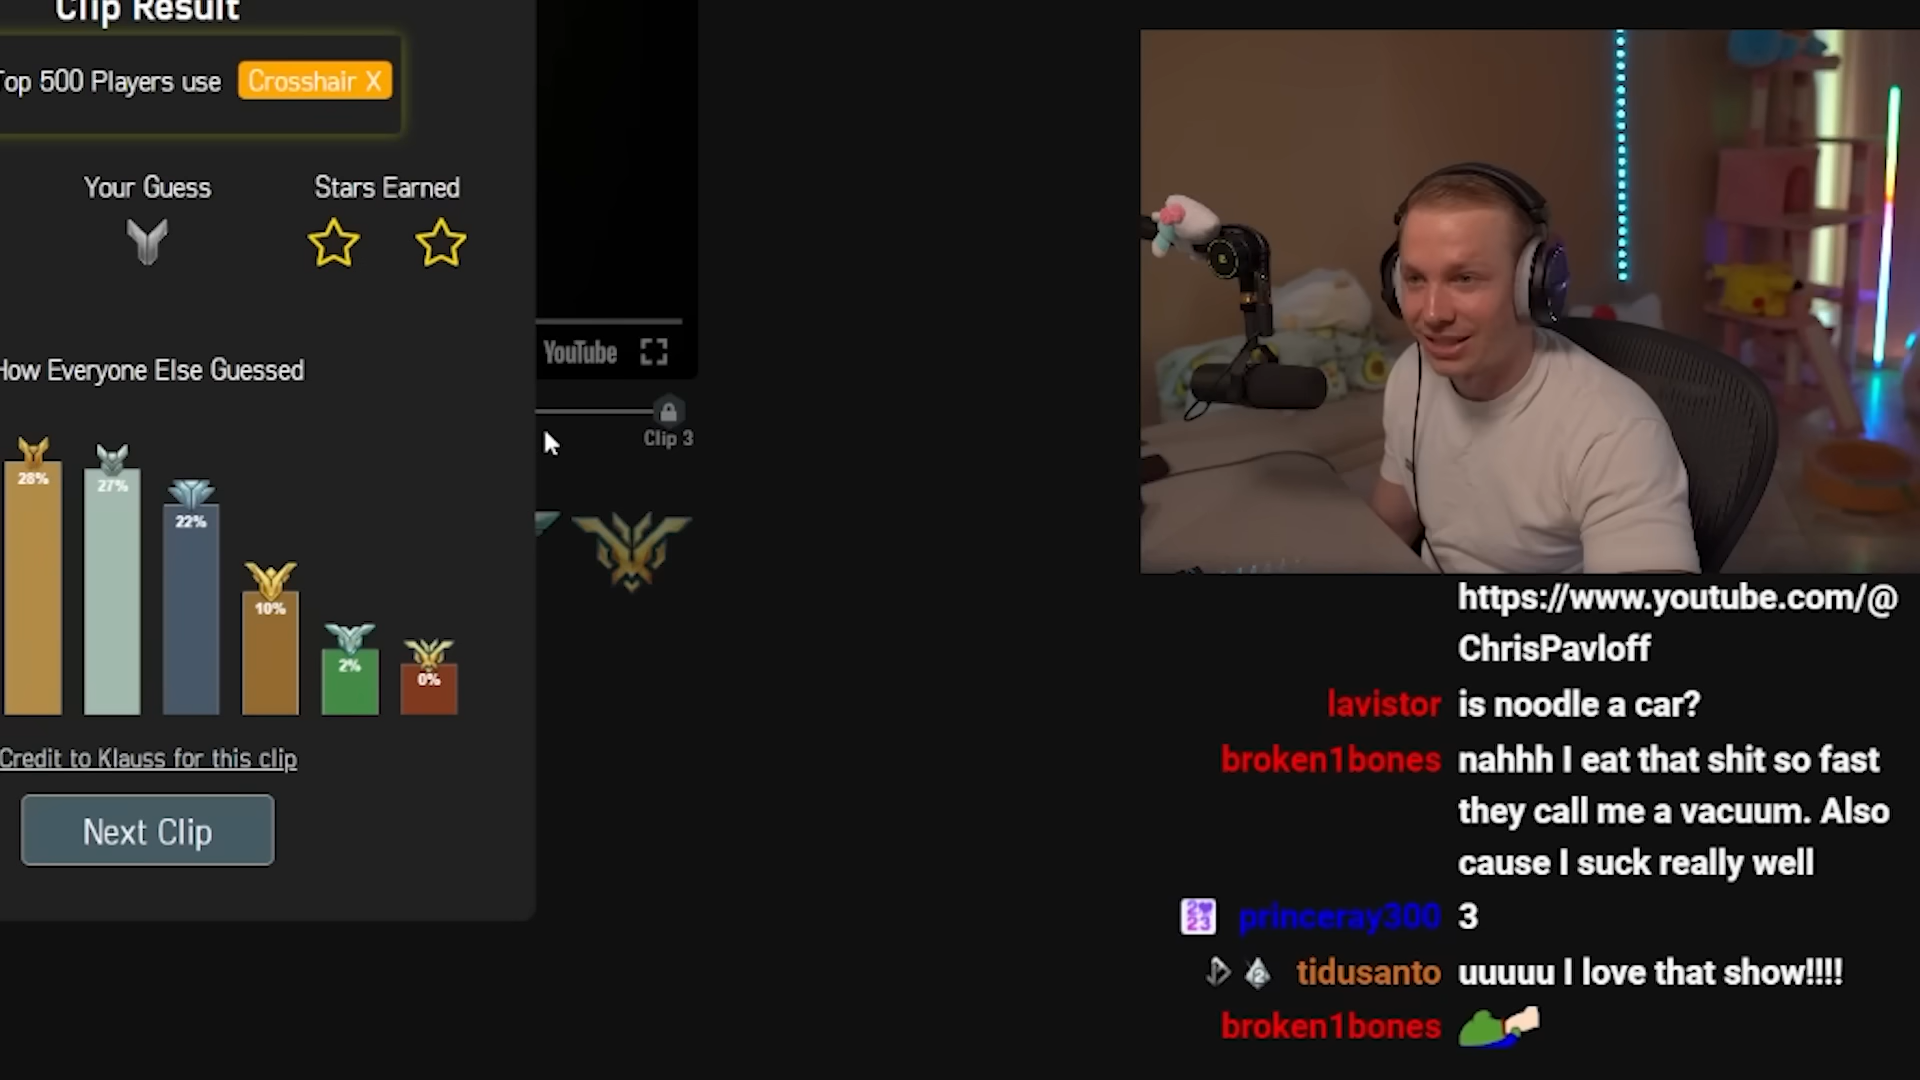 Clip Result
Top 500 Players use Crosshair X
Your Guess
Stars Earned
How Everyone Else Guessed
28%
27%
22%
10%
2%
0%
Credit to Klauss for this clip
Next Clip
YouTube
Clip 3
https://www.youtube.com/@
ChrisPavloff
lavistor is noodle a car?
broken1bones nahhh I eat that shit so fast
they call me a vacuum. Also
cause I suck really well
princeray300 3
tidusanto uuuuu I love that show!!!!
broken1bones